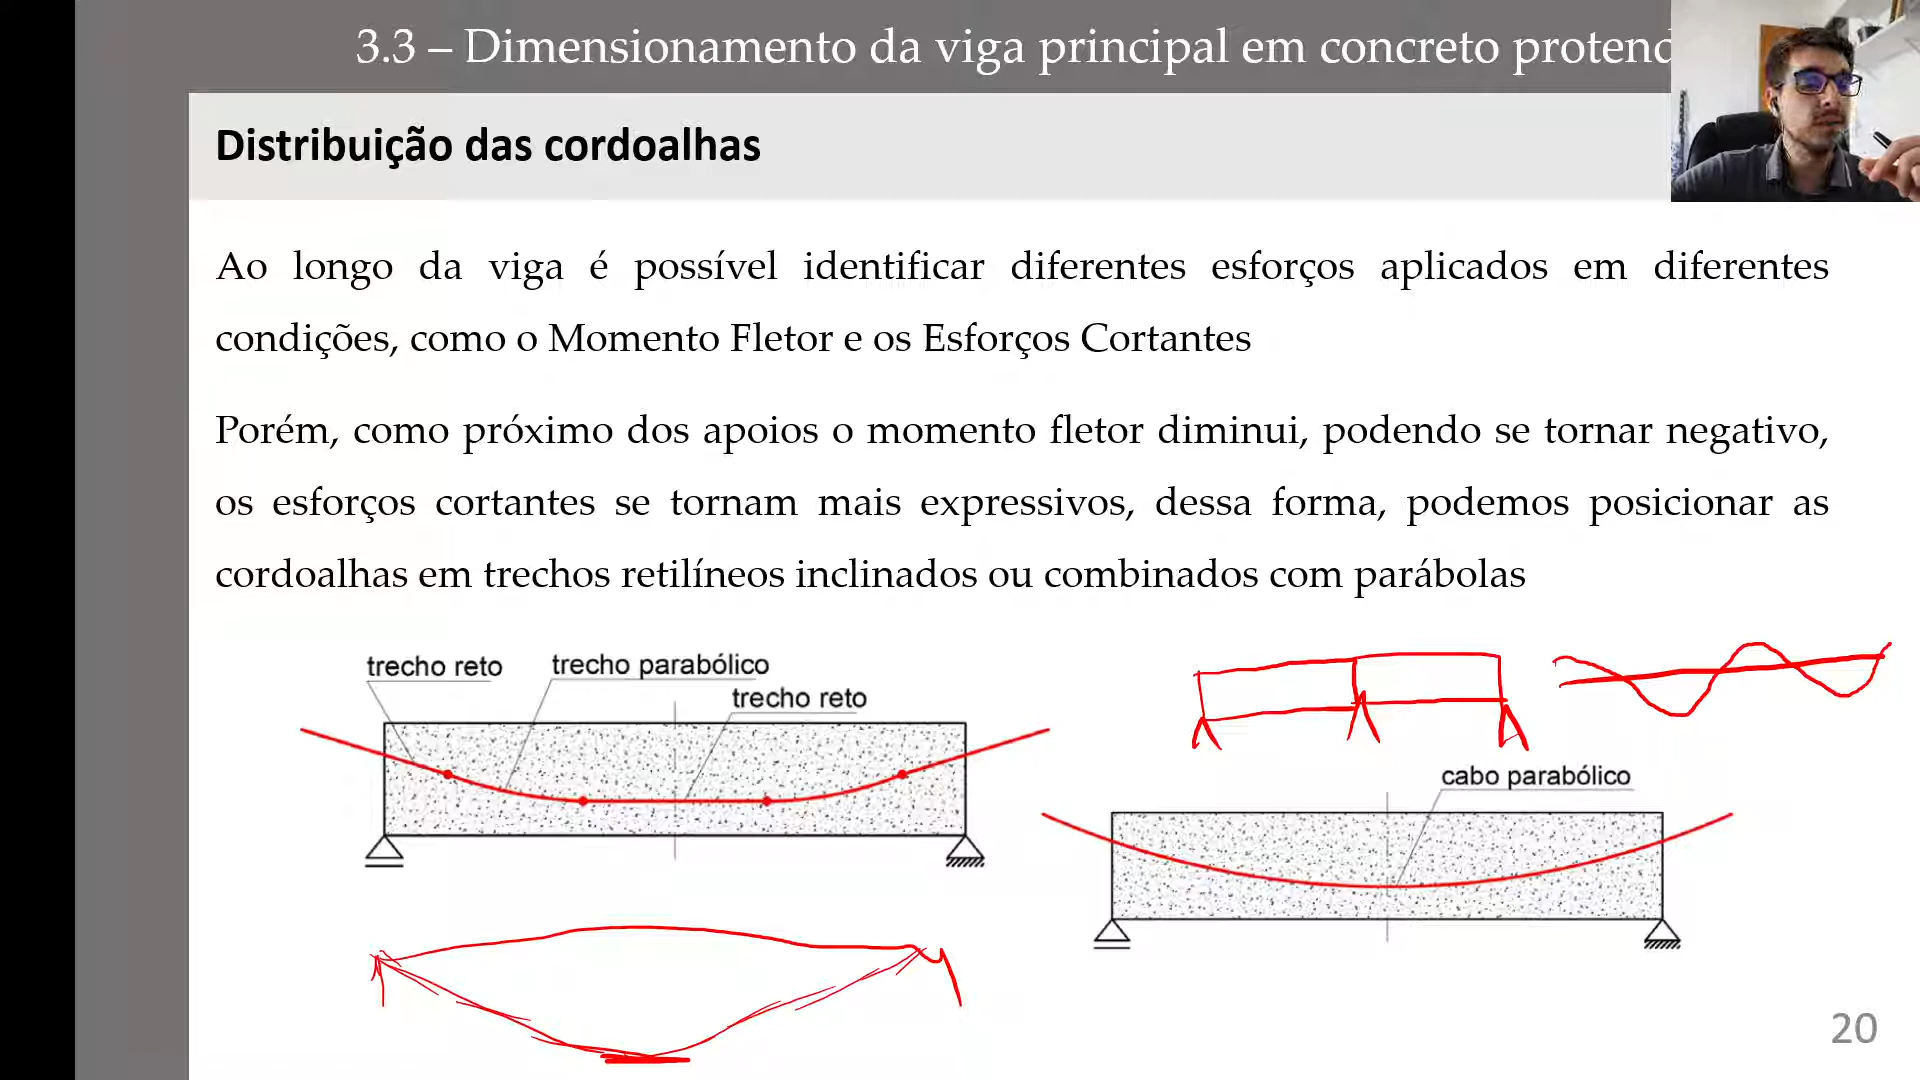 3.3 – Dimensionamento da viga principal em concreto protend
Distribuição das cordoalhas
Ao longo da viga é possível identificar diferentes esforços aplicados em diferentes
condições, como o Momento Fletor e os Esforços Cortantes
Porém, como próximo dos apoios o momento fletor diminui, podendo se tornar negativo,
os esforços cortantes se tornam mais expressivos, dessa forma, podemos posicionar as
cordoalhas em trechos retilíneos inclinados ou combinados com parábolas
trecho reto
trecho parabólico
trecho reto
cabo parabólico
20